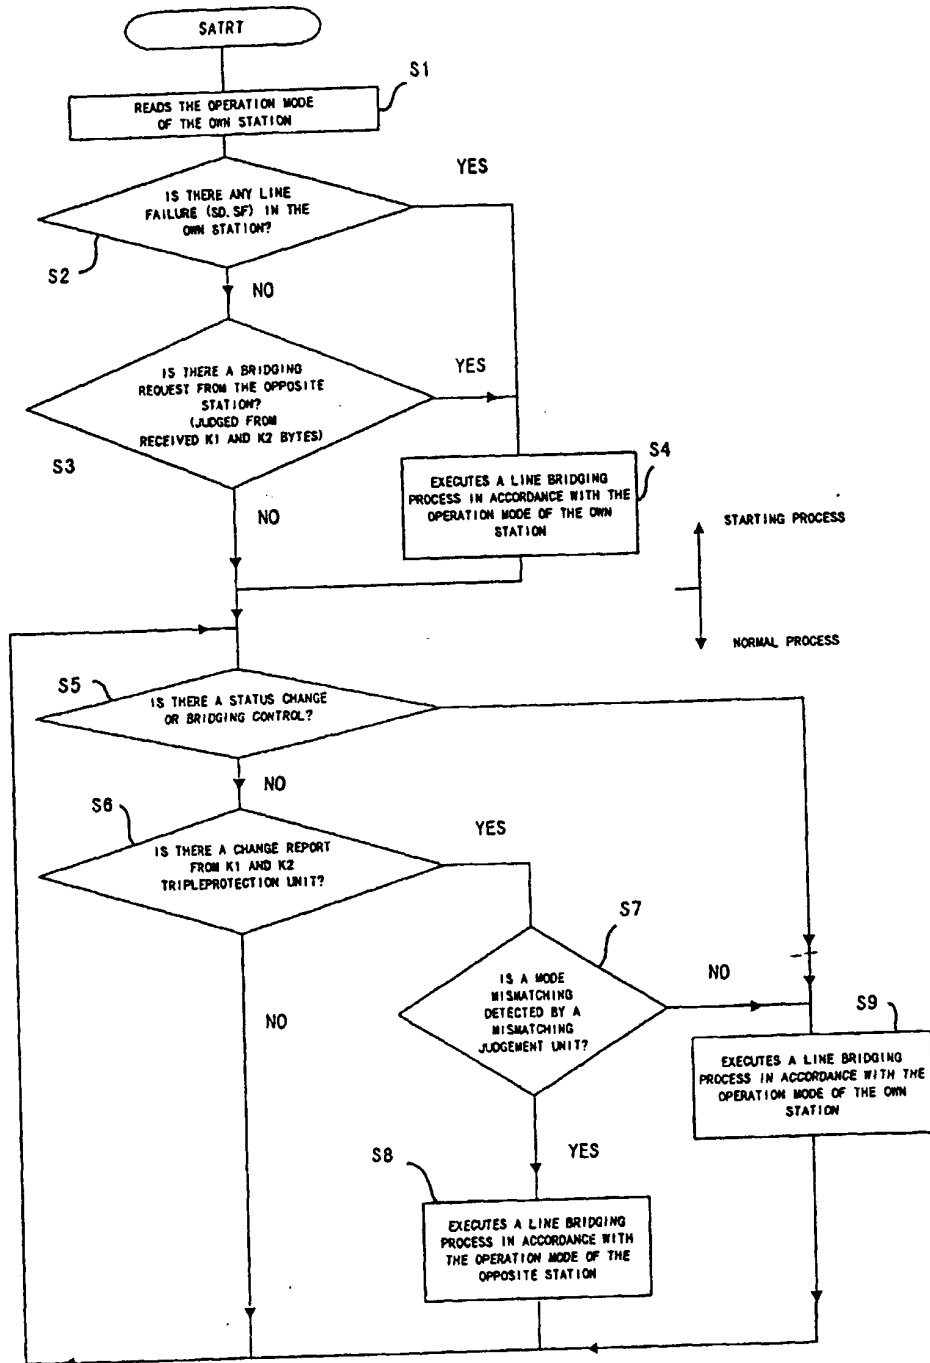 SATRT
S1
READS THE OPERATION MODE
OF THE OWN STATION
YES
IS THERE ANY LINE
FAILURE (SD.SF) IN THE
OWN STATION?
S2
NO
IS THERE A BRIDGING
REQUEST FROM THE OPPOSITE
STATION?
(JUDGED FROM
RECEIVED K1 AND K2 BYTES)
YES
S3
S4
EXECUTES A LINE BRIDGING
PROCESS IN ACCORDANCE WITH THE
OPERATION MODE OF THE OWN
STATION
NO
STARTING PROCESS
NORMAL PROCESS
S5
IS THERE A STATUS CHANGE
OR BRIDGING CONTROL?
NO
S6
YES
IS THERE A CHANGE REPORT
FROM K1 AND K2
TRIPLEPROTECTION UNIT?
S7
IS A MODE
MISMATCHING
DETECTED BY A
MISMATCHING
JUDGEMENT UNIT?
NO
NO
S9
EXECUTES A LINE BRIDGING
PROCESS IN ACCORDANCE WITH THE
OPERATION MODE OF THE OWN
STATION
YES
S8
EXECUTES A LINE BRIDGING
PROCESS IN ACCORDANCE WITH
THE OPERATION MODE OF THE
OPPOSITE STATION
NO